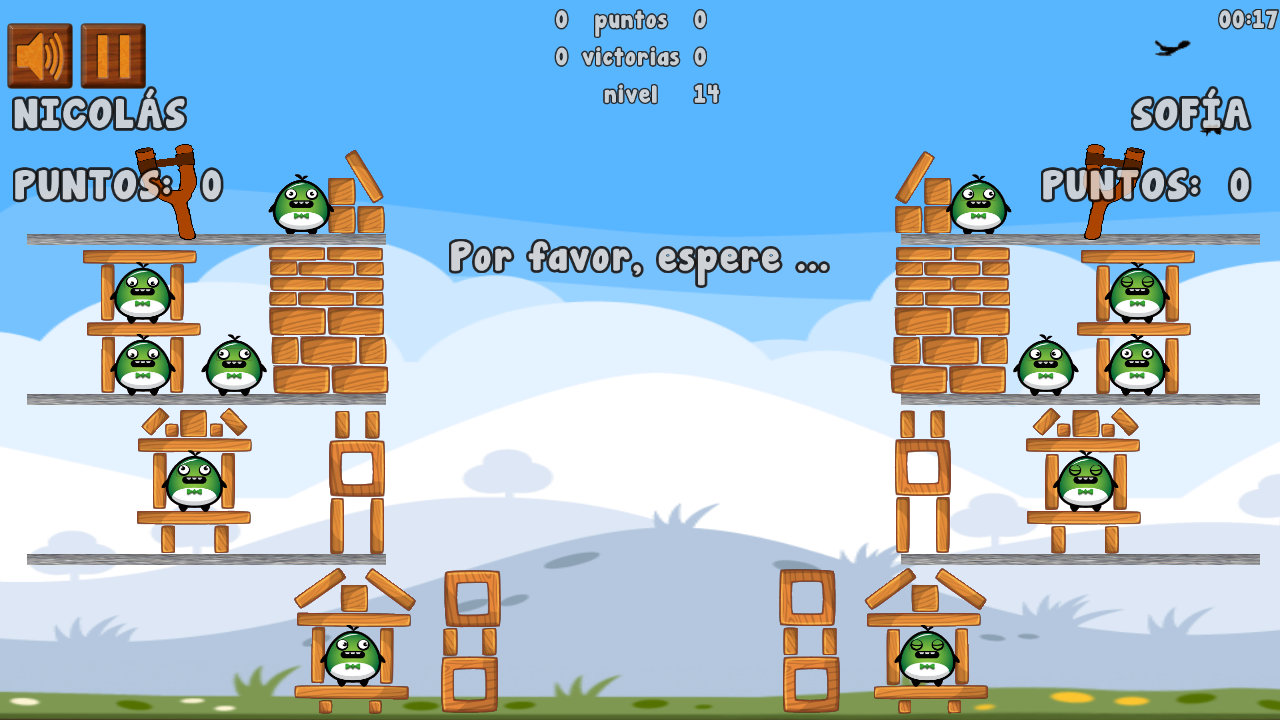 0 puntos 0
0 victorias 0
nivel 14
00:17
NICOLÁS
PUNTOS: 0
SOFÍA
PUNTOS: 0
Por favor, espere ...